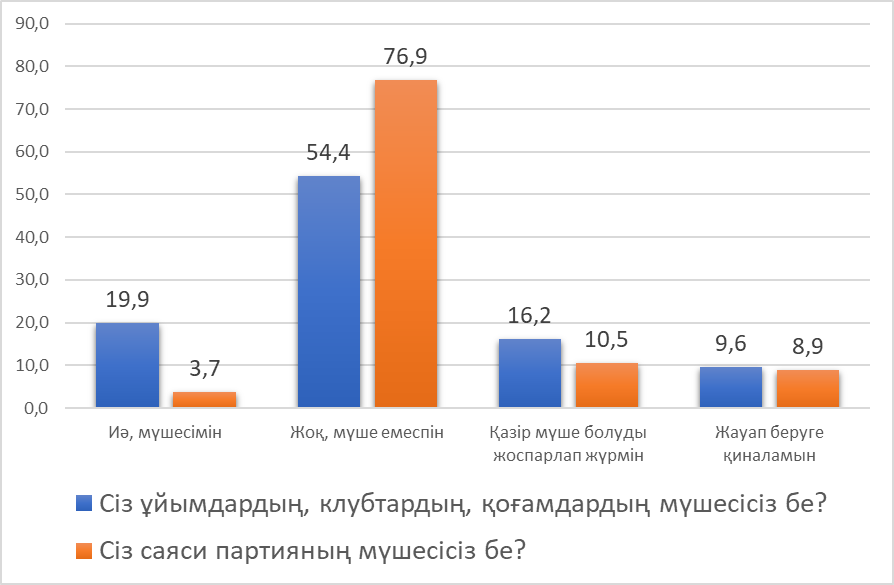 90,0
80,0
70,0
60,0
50,0
40,0
30,0
20,0
10,0
0,0
76,9
54,4
19,9
3,7
16,2
10,5
9,6
8,9
Иә, мүшесімін
Жоқ, мүше емеспін
Қазір мүше болуды
жоспарлап жүрмін
Жауап беруге
қиналамын
Сіз ұйымдардың, клубтардың, қоғамдардың мүшесісіз бе?
Сіз саяси партияның мүшесісіз бе?